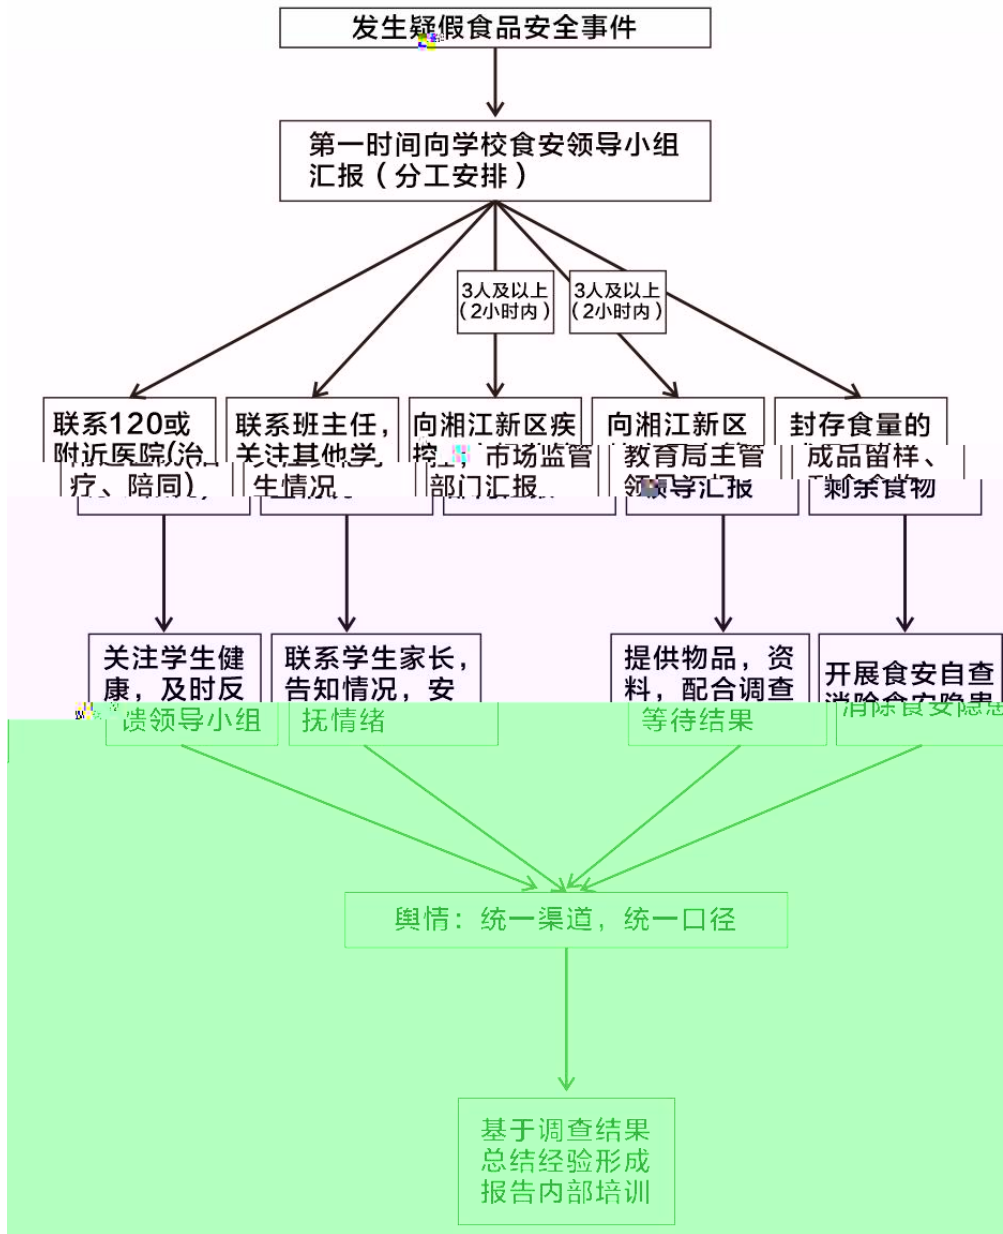 发生疑假食品安全事件
第一时间向学校食安领导小组
汇报（分工安排）
3人及以上
（2小时内）
3人及以上
（2小时内）
联系120或
附近医院(治
疗、陪同)
联系班主任，
关注其他学
生情况
向湘江新区疾
控 市场监管
部门汇报
向湘江新区
教育局主管
领导汇报
封存食量的
成品留样、
剩余食物
关注学生健
康，及时反
馈领导小组
联系学生家长，
告知情况，安
抚情绪
提供物品，资
料，配合调查
等待结果
开展食安自查
消除食安隐患
舆情：统一渠道，统一口径
基于调查结果
总结经验形成
报告内部培训